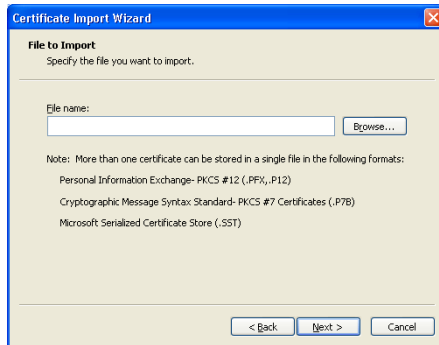 Certificate Import Wizard
File to Import
Specify the file you want to import.
File name:
Browse...
Note: More than one certificate can be stored in a single file in the following formats:
Personal Information Exchange- PKCS #12 (.PFX,.P12)
Cryptographic Message Syntax Standard- PKCS #7 Certificates (.P7B)
Microsoft Serialized Certificate Store (.SST)
< Back
Next >
Cancel